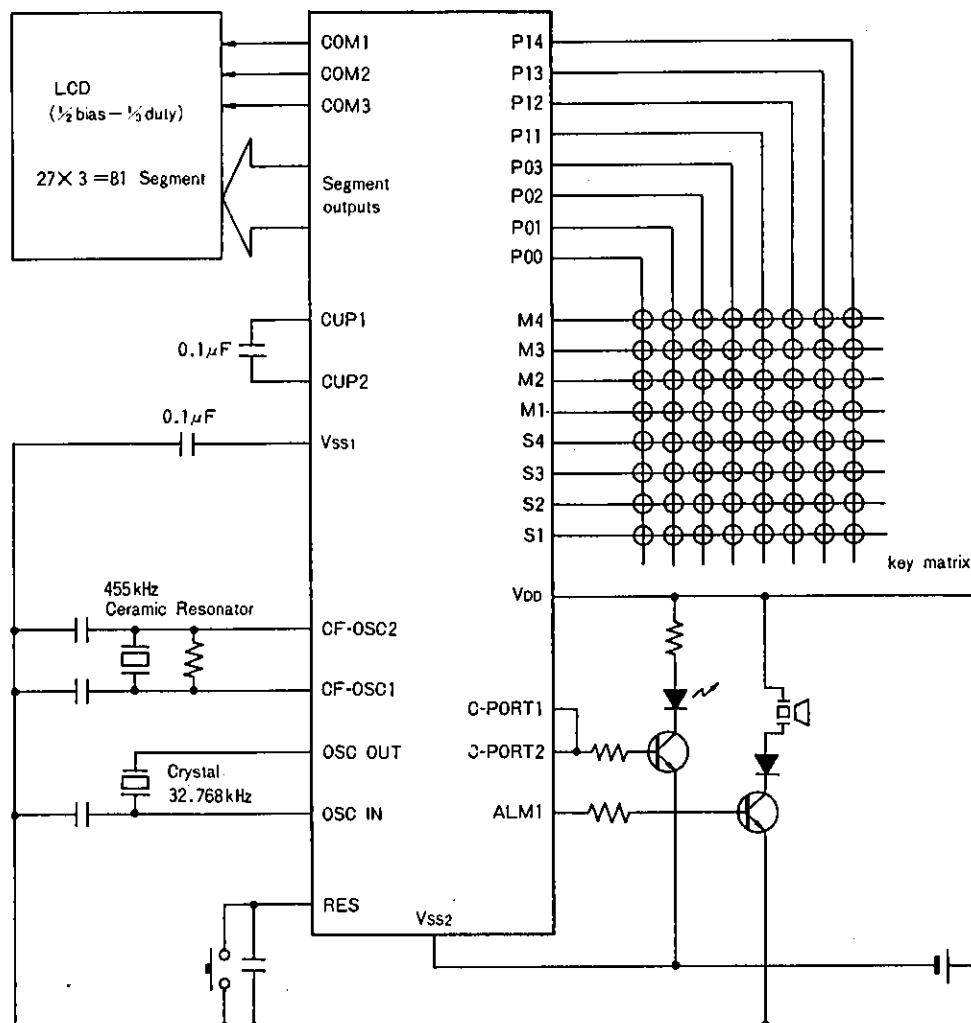 LCD
(½ bias – ⅓ duty)
27 × 3 = 81 Segment
COM1
COM2
COM3
Segment
outputs
CUP1
0.1μF
CUP2
0.1μF
VSS1
455kHz
Ceramic Resonator
CF-OSC2
CF-OSC1
OSC OUT
Crystal
32.768kHz
OSC IN
RES
VSS2
P14
P13
P12
P11
P03
P02
P01
P00
M4
M3
M2
M1
S4
S3
S2
S1
key matrix
VDD
C-PORT1
C-PORT2
ALM1